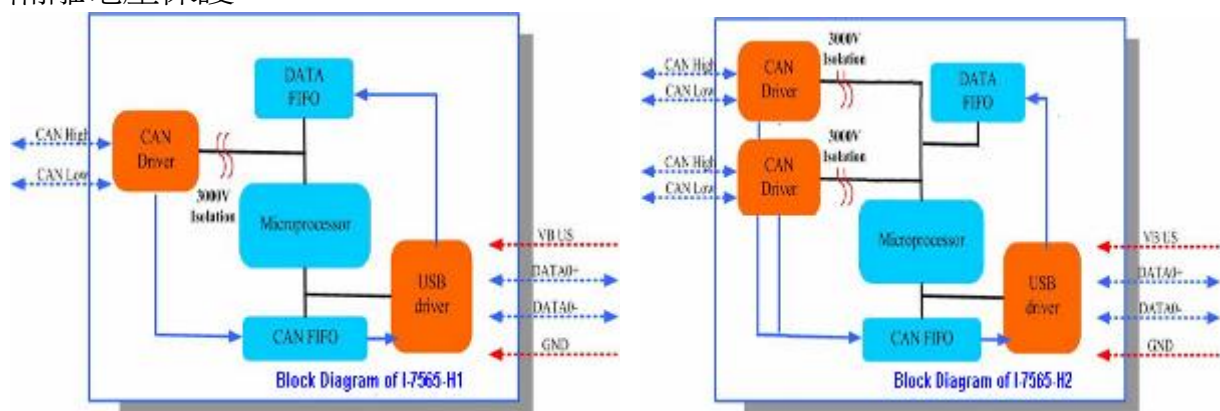 3000V
Isolation
CAN High
CAN Low
CAN
Driver
DATA
FIFO
CAN High
CAN Low
CAN
Driver
3000V
Isolation
DATA
FIFO
3000V
Isolation
CAN High
CAN Low
CAN
Driver
Microprocessor
Microprocessor
VBUS
DATA0+
DATA0-
GND
USB
driver
CAN FIFO
VBUS
DATA0+
DATA0-
GND
USB
driver
CAN FIFO
Block Diagram of I-7565-H1
Block Diagram of I-7565-H2